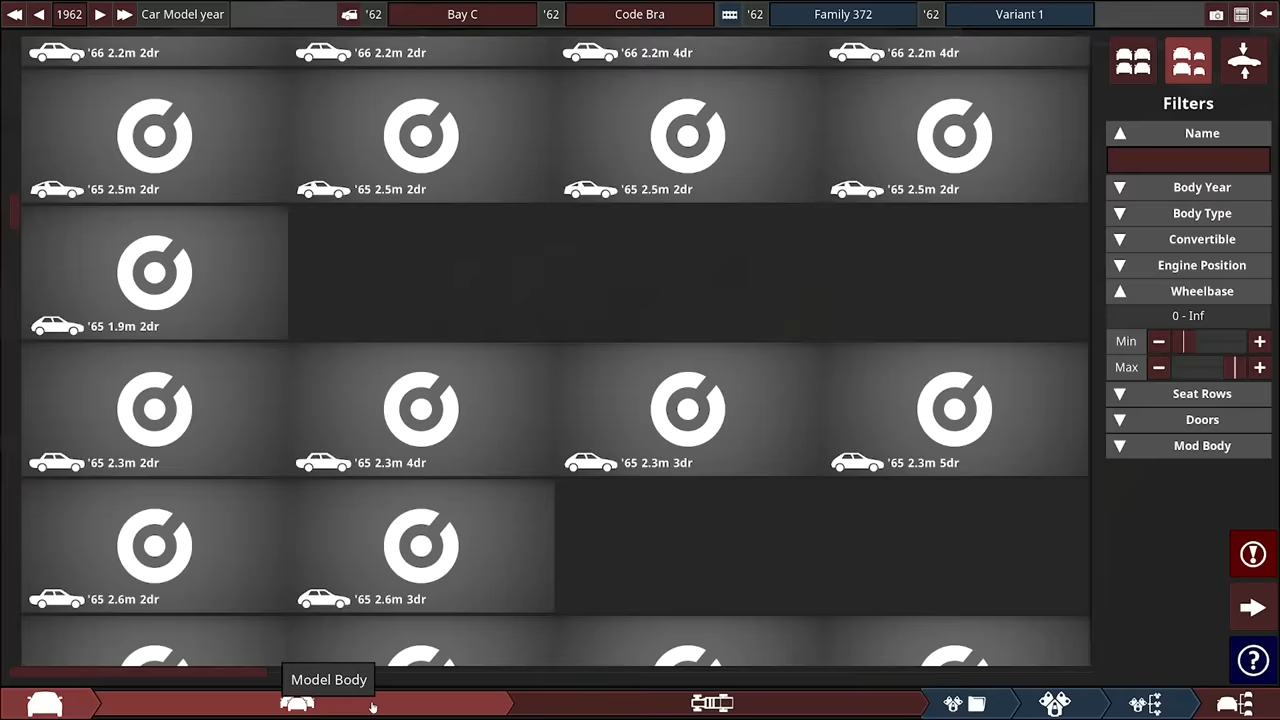 1962 Car Model year '62 Bay C '62 Code Bra '62 Family 372 '62 Variant 1
'66 2.2m 2dr '66 2.2m 2dr '66 2.2m 4dr '66 2.2m 4dr
Filters
Name
'65 2.5m 2dr '65 2.5m 2dr '65 2.5m 2dr '65 2.5m 2dr
Body Year
Body Type
Convertible
Engine Position
Wheelbase
0 - Inf
'65 1.9m 2dr
Min
Max
Seat Rows
Doors
Mod Body
'65 2.3m 2dr '65 2.3m 4dr '65 2.3m 3dr '65 2.3m 5dr
'65 2.6m 2dr '65 2.6m 3dr
Model Body